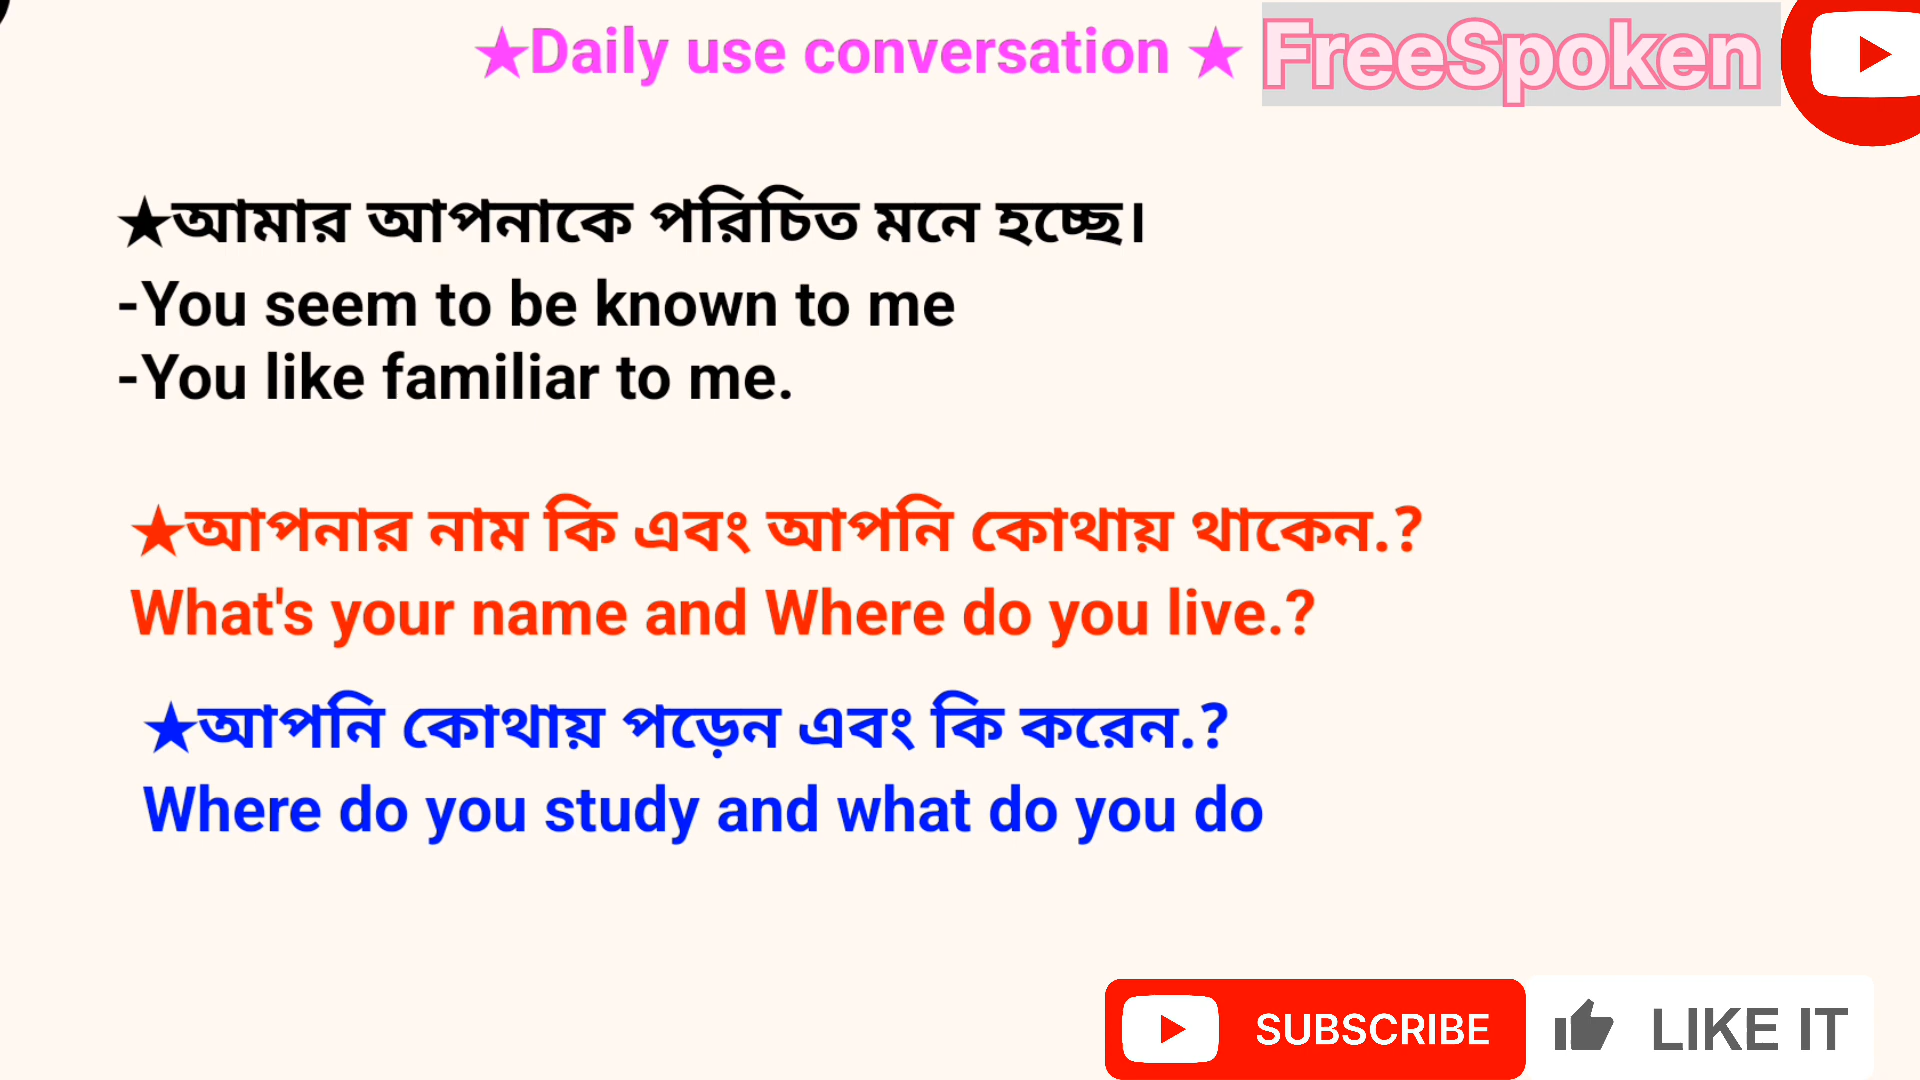 ★Daily use conversation ★ FreeSpoken
★আমার আপনাকে পরিচিত মনে হচ্ছে।
-You seem to be known to me
-You like familiar to me.
★আপনার নাম কি এবং আপনি কোথায় থাকেন.?
What's your name and Where do you live.?
★আপনি কোথায় পড়েন এবং কি করেন.?
Where do you study and what do you do
SUBSCRIBE LIKE IT